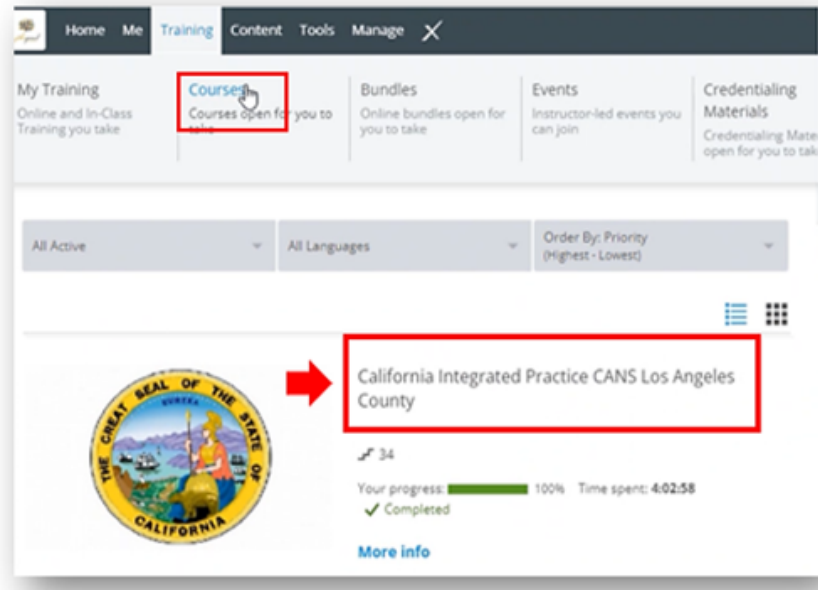 Home Me Training Content Tools Manage X
My Training
Online and In-Class
Training you take
Courses
Courses open for you to
take
Bundles
Online bundles open for
you to take
Events
Instructor-led events you
can join
Credentialing
Materials
Credentialing Mate
open for you to tak
All Active
All Languages
Order By: Priority
(Highest - Lowest)
THE GREAT SEAL OF THE STATE OF CALIFORNIA
EUREKA
California Integrated Practice CANS Los Angeles
County
34
Your progress: 100% Time spent: 4:02:58
✓ Completed
More info